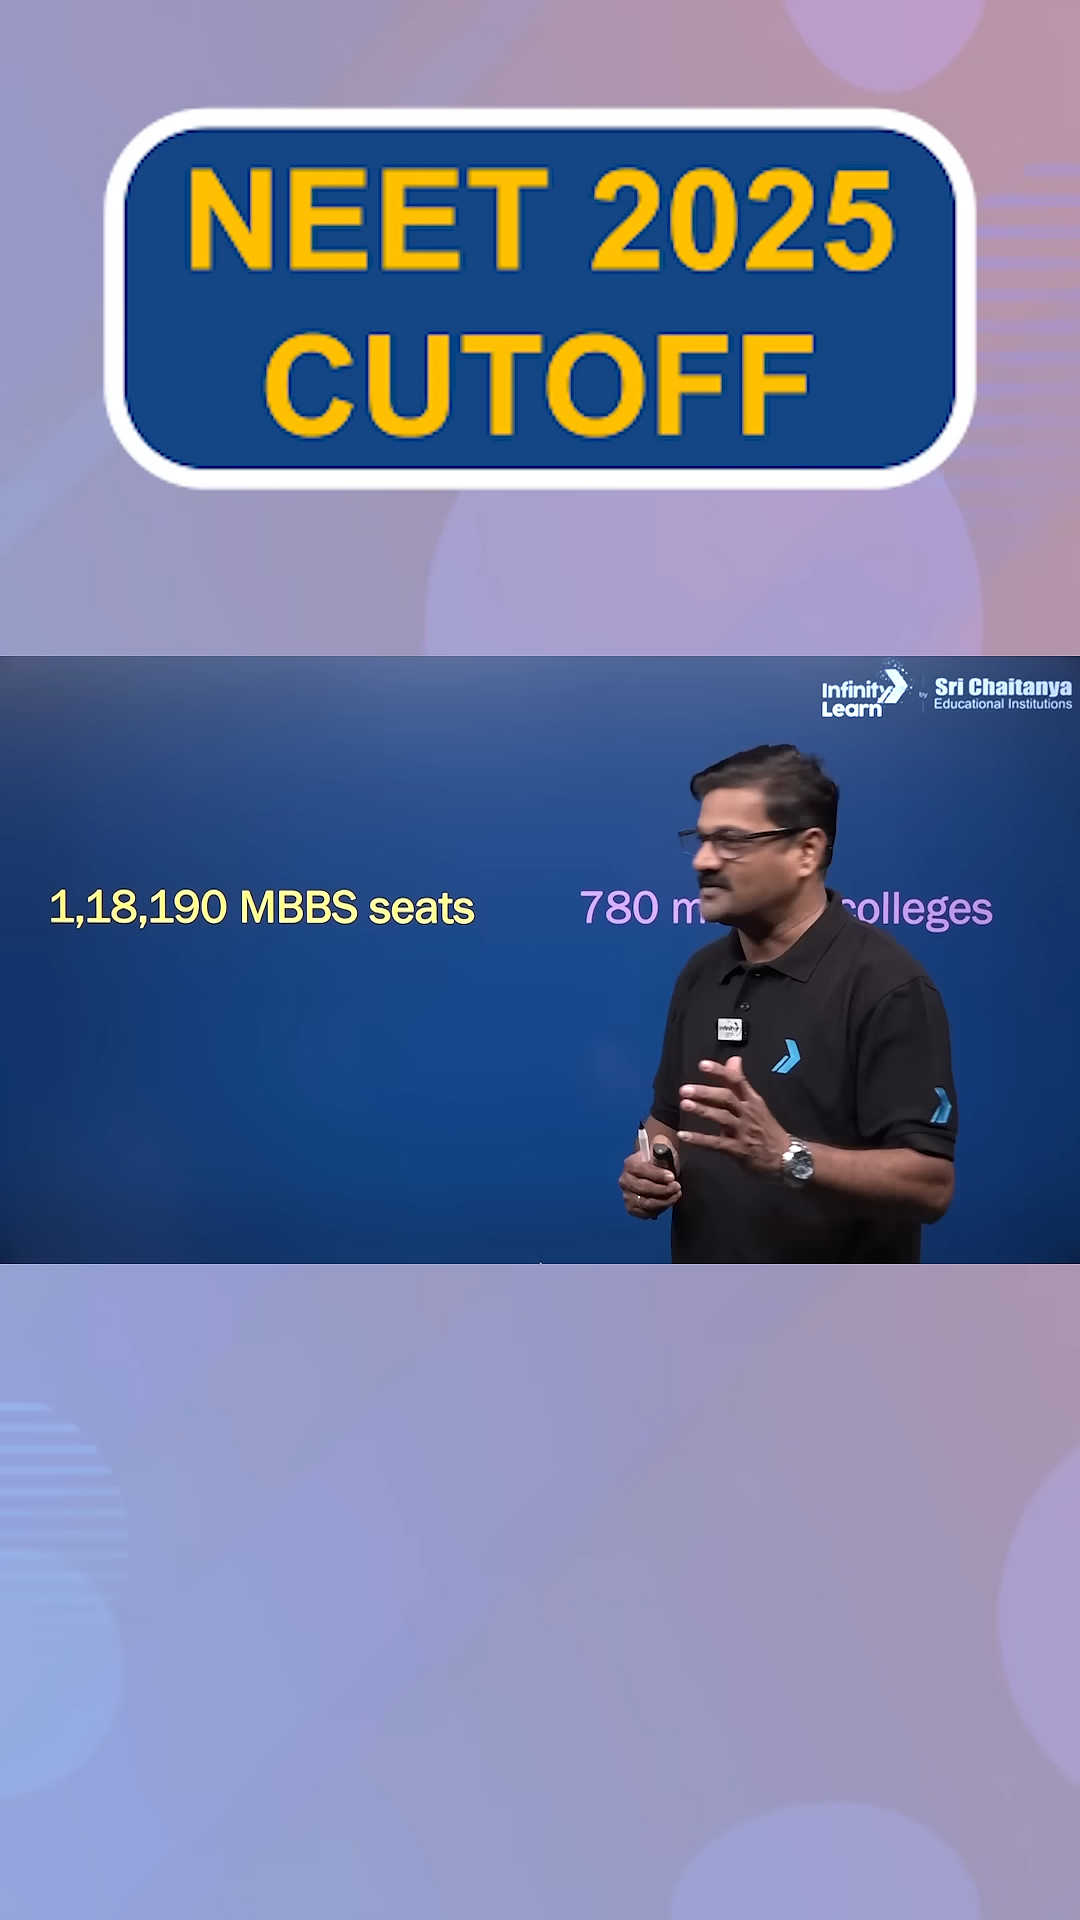 NEET 2025
CUTOFF
Infinity
Learn
by
Sri Chaitanya
Educational Institutions
1,18,190 MBBS seats
780
colleges